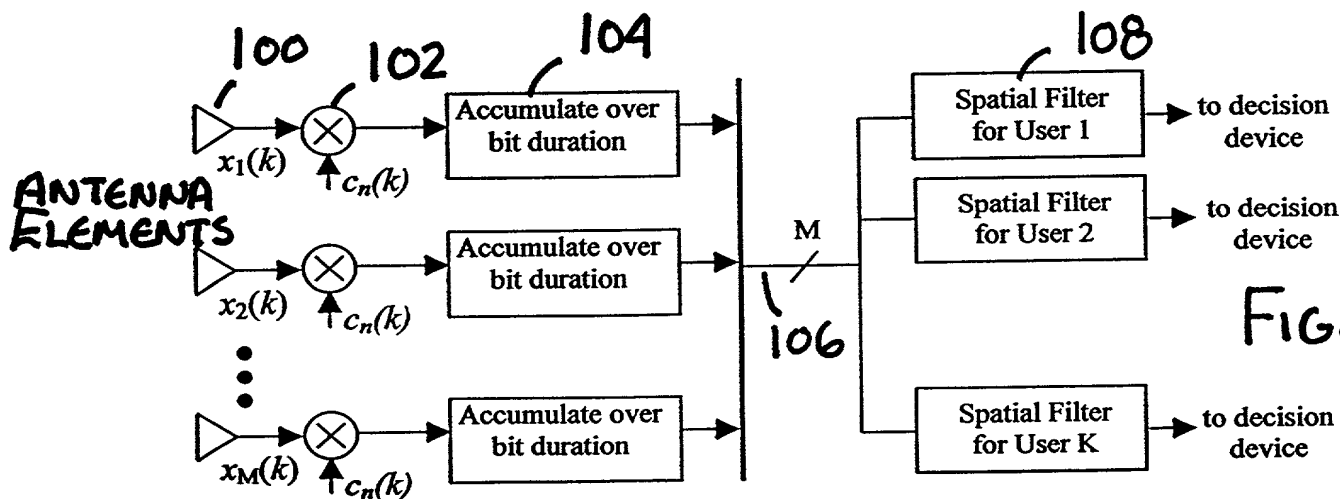 100
102
104
108
Accumulate over
bit duration
Spatial Filter
for User 1
to decision
device
x₁(k)
cₙ(k)
ANTENNA
ELEMENTS
Accumulate over
bit duration
M
Spatial Filter
for User 2
to decision
device
x₂(k)
cₙ(k)
106
FIG.
Accumulate over
bit duration
Spatial Filter
for User K
to decision
device
x_M(k)
cₙ(k)